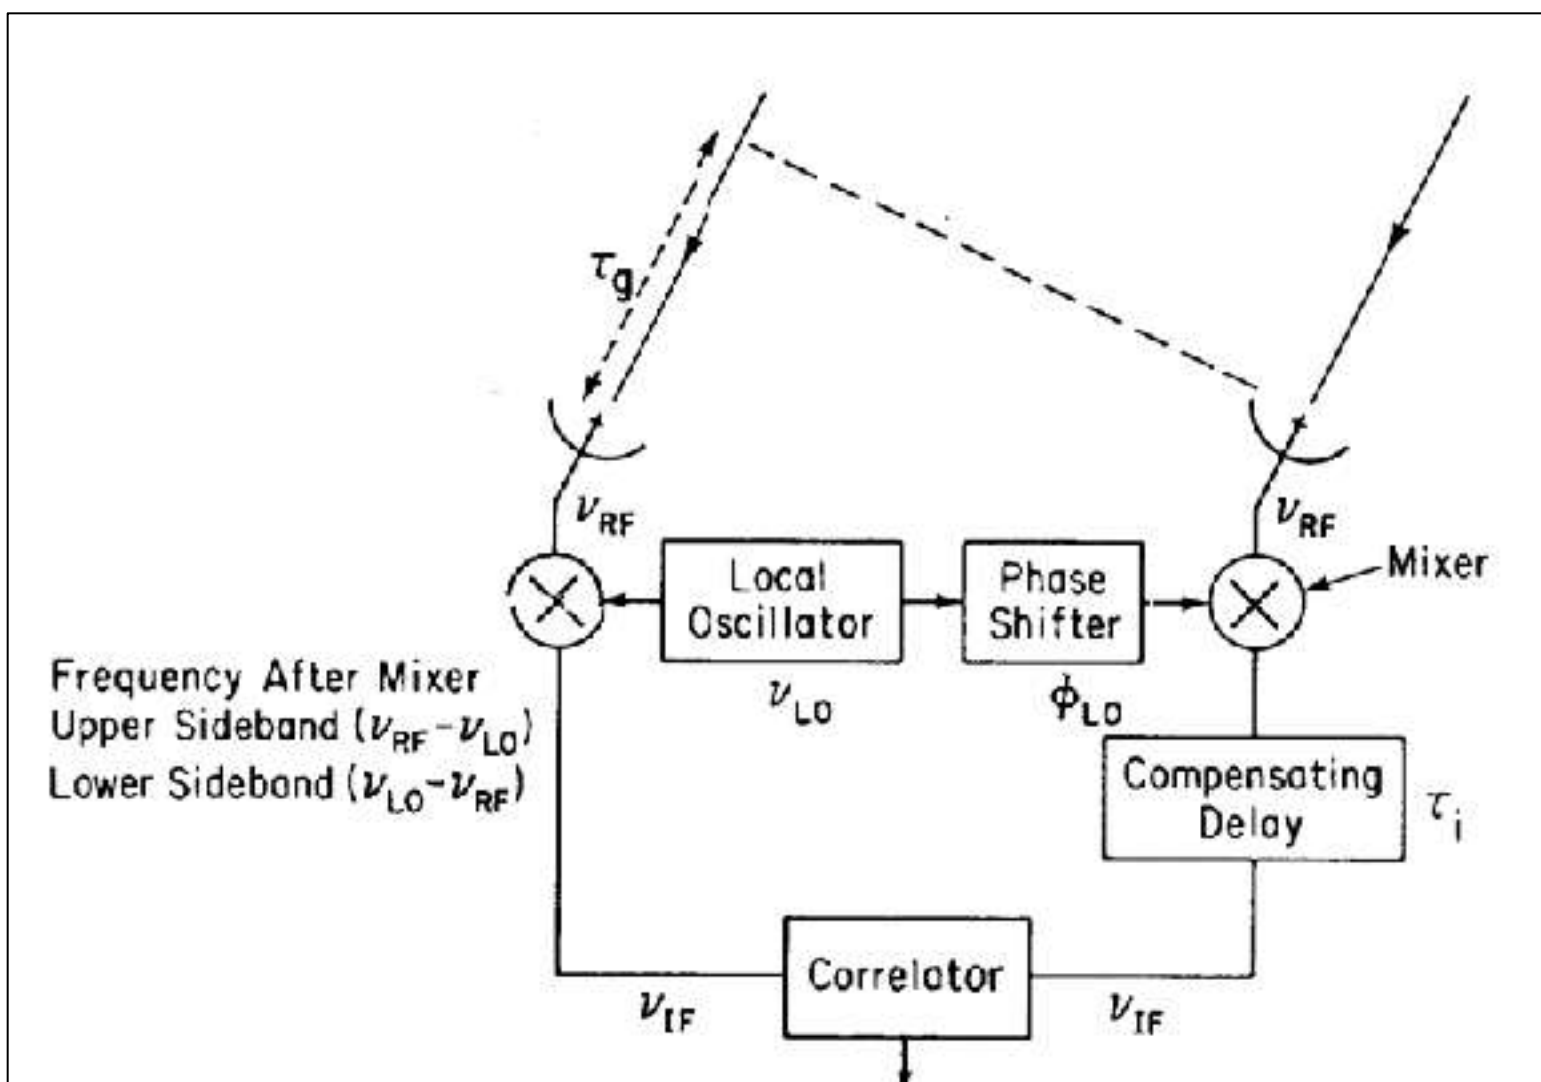 τg
νRF
νRF
Local
Oscillator
Phase
Shifter
Mixer
νLO
ϕLO
Frequency After Mixer
Upper Sideband (νRF-νLO)
Lower Sideband (νLO-νRF)
Compensating
Delay
τi
Correlator
νIF
νIF